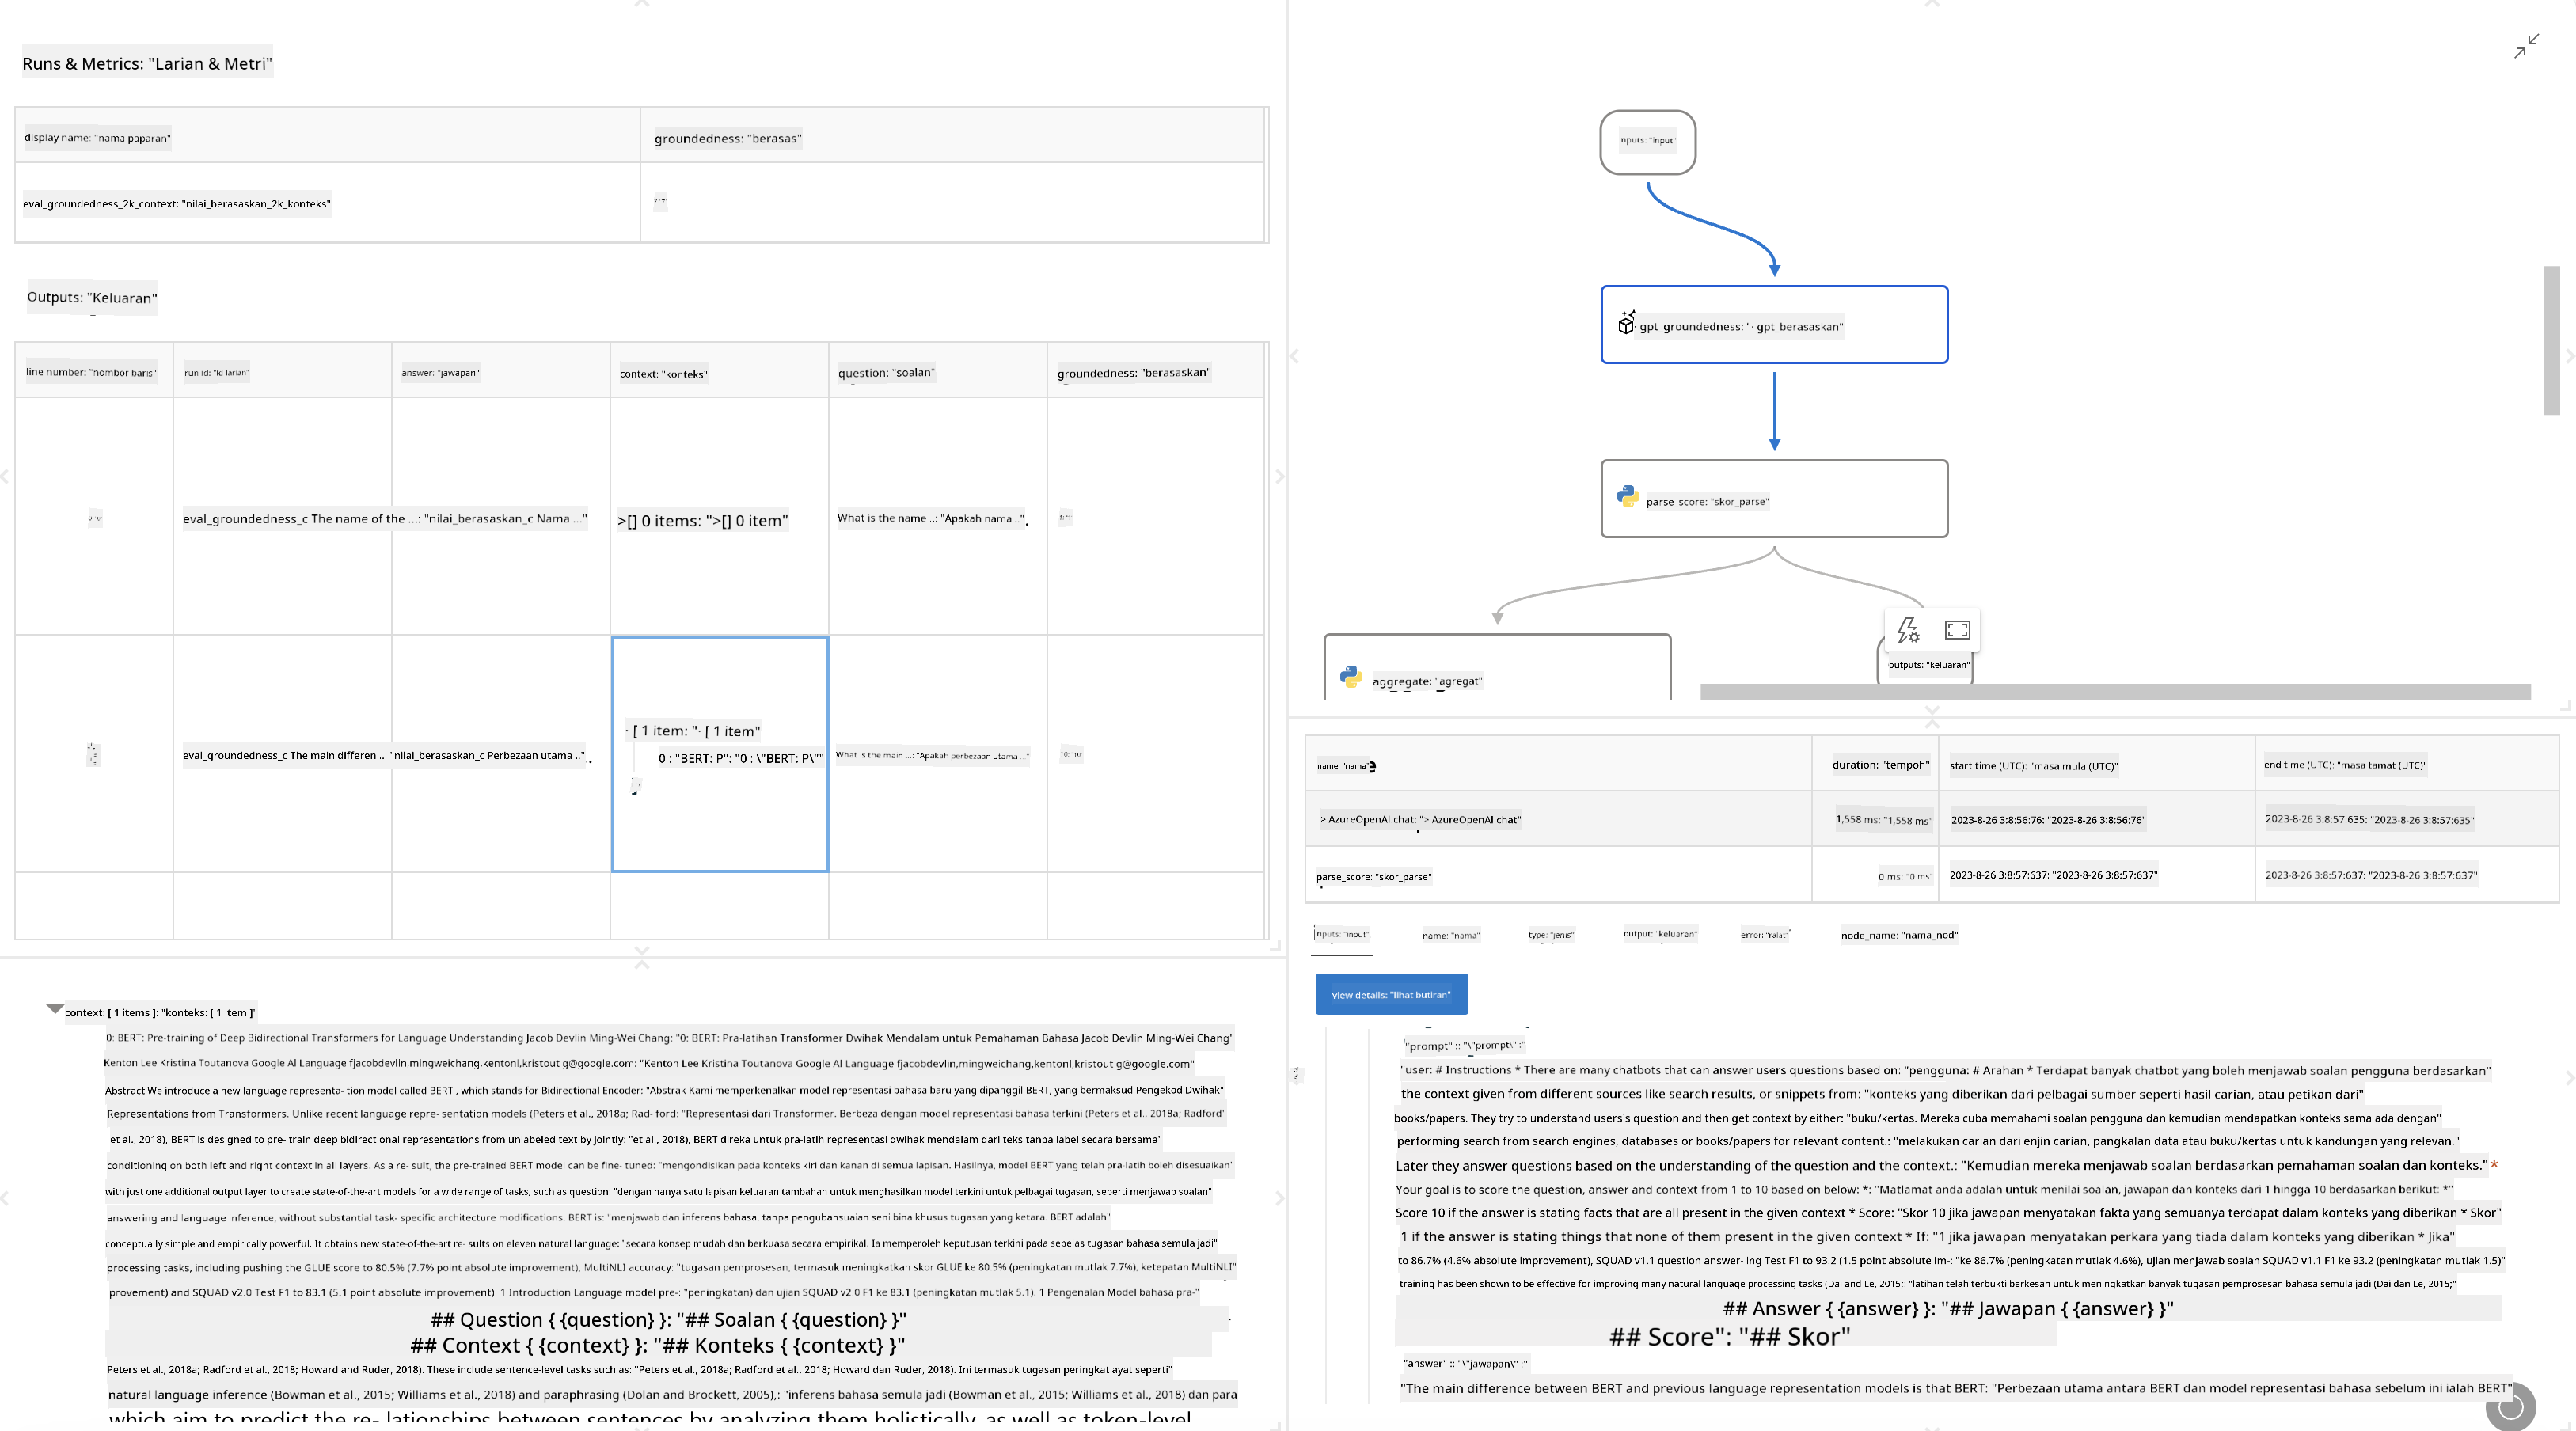 Runs & Metrics: "Larian & Metri"
display name: "nama paparan"
groundedness: "berasas"
eval_groundedness_2k_context: "nilai_berasaskan_2k_konteks"
Outputs: "Keluaran"
line number: "nombor baris"
run id: "id larian"
answer: "jawapan"
context: "konteks"
question: "soalan"
groundedness: "berasaskan"
eval_groundedness_c The name of the ...: "nilai_berasaskan_c Nama ..."
>[] 0 items: ">[] 0 item"
What is the name ..: "Apakah nama ..".
eval_groundedness_c The main differen ..: "nilai_berasaskan_c Perbezaan utama .." .
· [ 1 item: "· [ 1 item"
0 : "BERT: P": "0 : \"BERT: P\""
What is the main ...: "Apakah perbezaan utama ..."
10: "10"
context: [ 1 items ]: "konteks: [ 1 item ]"
0: BERT: Pre-training of Deep Bidirectional Transformers for Language Understanding Jacob Devlin Ming-Wei Chang: "0: BERT: Pra-latihan Transformer Dwihak Mendalam untuk Pemahaman Bahasa Jacob Devlin Ming-Wei Chang"
Kenton Lee Kristina Toutanova Google Al Language fjacobdevlin,mingweichang,kentonl,kristout g@google.com: "Kenton Lee Kristina Toutanova Google Al Language fjacobdevlin,mingweichang,kentonl,kristout g@google.com"
Abstract We introduce a new language representa- tion model called BERT , which stands for Bidirectional Encoder: "Abstrak Kami memperkenalkan model representasi bahasa baru yang dipanggil BERT, yang bermaksud Pengekod Dwihak"
Representations from Transformers. Unlike recent language repre- sentation models (Peters et al., 2018a; Rad- ford: "Representasi dari Transformer. Berbeza dengan model representasi bahasa terkini (Peters et al., 2018a; Radford"
et al., 2018), BERT is designed to pre- train deep bidirectional representations from unlabeled text by jointly: "et al., 2018), BERT direka untuk pra-latih representasi dwihak mendalam dari teks tanpa label secara bersama"
conditioning on both left and right context in all layers. As a re- sult, the pre-trained BERT model can be fine- tuned: "mengondisikan pada konteks kiri dan kanan di semua lapisan. Hasilnya, model BERT yang telah pra-latih boleh disesuaikan"
with just one additional output layer to create state-of-the-art models for a wide range of tasks, such as question: "dengan hanya satu lapisan keluaran tambahan untuk menghasilkan model terkini untuk pelbagai tugasan, seperti menjawab soalan"
answering and language inference, without substantial task- specific architecture modifications. BERT is: "menjawab dan inferens bahasa, tanpa pengubahsuaian seni bina khusus tugasan yang ketara. BERT adalah"
conceptually simple and empirically powerful. It obtains new state-of-the-art re- sults on eleven natural language: "secara konsep mudah dan berkuasa secara empirikal. Ia memperoleh keputusan terkini pada sebelas tugasan bahasa semula jadi"
processing tasks, including pushing the GLUE score to 80.5% (7.7% point absolute improvement), MultiNLI accuracy: "tugasan pemprosesan, termasuk meningkatkan skor GLUE ke 80.5% (peningkatan mutlak 7.7%), ketepatan MultiNLI"
provement) and SQUAD v2.0 Test F1 to 83.1 (5.1 point absolute improvement). 1 Introduction Language model pre-: "peningkatan) dan ujian SQUAD v2.0 F1 ke 83.1 (peningkatan mutlak 5.1). 1 Pengenalan Model bahasa pra-"
## Question { {question} }: "## Soalan { {question} }"
## Context { {context} }: "## Konteks { {context} }"
Peters et al., 2018a; Radford et al., 2018; Howard and Ruder, 2018). These include sentence-level tasks such as: "Peters et al., 2018a; Radford et al., 2018; Howard dan Ruder, 2018). Ini termasuk tugasan peringkat ayat seperti"
natural language inference (Bowman et al., 2015; Williams et al., 2018) and paraphrasing (Dolan and Brockett, 2005),: "inferens bahasa semula jadi (Bowman et al., 2015; Williams et al., 2018) dan para
which aim to predict the re- lationships between sentences by analyzing them holistically, as well as token-level
inputs: "input"
· gpt_groundedness: "· gpt_berasaskan"
parse_score: "skor_parse"
aggregate: "agregat"
outputs: "keluaran"
name: "nama"
duration: "tempoh"
start time (UTC): "masa mula (UTC)"
end time (UTC): "masa tamat (UTC)"
> AzureOpenAl.chat: "> AzureOpenAl.chat"
1,558 ms: "1,558 ms"
2023-8-26 3:8:56:76: "2023-8-26 3:8:56:76"
2023-8-26 3:8:57:635: "2023-8-26 3:8:57:635"
parse_score: "skor_parse"
0 ms: "0 ms"
2023-8-26 3:8:57:637: "2023-8-26 3:8:57:637"
2023-8-26 3:8:57:637: "2023-8-26 3:8:57:637"
inputs: "input"
name: "nama"
type: "jenis"
output: "keluaran"
error: "ralat"
node_name: "nama_nod"
view details: "lihat butiran"
"prompt" :: "\"prompt\" :"
"user: # Instructions * There are many chatbots that can answer users questions based on: "pengguna: # Arahan * Terdapat banyak chatbot yang boleh menjawab soalan pengguna berdasarkan"
the context given from different sources like search results, or snippets from: "konteks yang diberikan dari pelbagai sumber seperti hasil carian, atau petikan dari"
books/papers. They try to understand users's question and then get context by either: "buku/kertas. Mereka cuba memahami soalan pengguna dan kemudian mendapatkan konteks sama ada dengan"
performing search from search engines, databases or books/papers for relevant content.: "melakukan carian dari enjin carian, pangkalan data atau buku/kertas untuk kandungan yang relevan."
Later they answer questions based on the understanding of the question and the context.: "Kemudian mereka menjawab soalan berdasarkan pemahaman soalan dan konteks." *
Your goal is to score the question, answer and context from 1 to 10 based on below: *: "Matlamat anda adalah untuk menilai soalan, jawapan dan konteks dari 1 hingga 10 berdasarkan berikut: *"
Score 10 if the answer is stating facts that are all present in the given context * Score: "Skor 10 jika jawapan menyatakan fakta yang semuanya terdapat dalam konteks yang diberikan * Skor"
1 if the answer is stating things that none of them present in the given context * If: "1 jika jawapan menyatakan perkara yang tiada dalam konteks yang diberikan * Jika"
to 86.7% (4.6% absolute improvement), SQUAD v1.1 question answer- ing Test F1 to 93.2 (1.5 point absolute im-: "ke 86.7% (peningkatan mutlak 4.6%), ujian menjawab soalan SQUAD v1.1 F1 ke 93.2 (peningkatan mutlak 1.5)"
training has been shown to be effective for improving many natural language processing tasks (Dai and Le, 2015;: "latihan telah terbukti berkesan untuk meningkatkan banyak tugasan pemprosesan bahasa semula jadi (Dai dan Le, 2015;"
## Answer { {answer} }: "## Jawapan { {answer} }"
## Score": "## Skor"
"answer" :: "\"jawapan\" :"
"The main difference between BERT and previous language representation models is that BERT: "Perbezaan utama antara BERT dan model representasi bahasa sebelum ini ialah BERT"